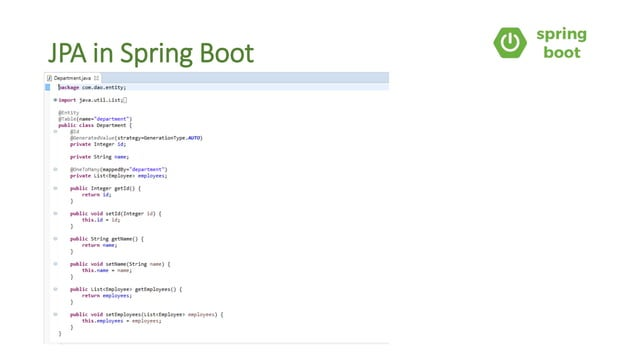 JPA in Spring Boot
spring
boot
Department.java
package com.dao.entity;
import java.util.List;
@Entity
@Table(name="department")
public class Department {
@Id
@GeneratedValue(strategy=GenerationType.AUTO)
private Integer id;
private String name;
@OneToMany(mappedBy="department")
private List<Employee> employees;
public Integer getId() {
return id;
}
public void setId(Integer id) {
this.id = id;
}
public String getName() {
return name;
}
public void setName(String name) {
this.name = name;
}
public List<Employee> getEmployees() {
return employees;
}
public void setEmployees(List<Employee> employees) {
this.employees = employees;
}
}